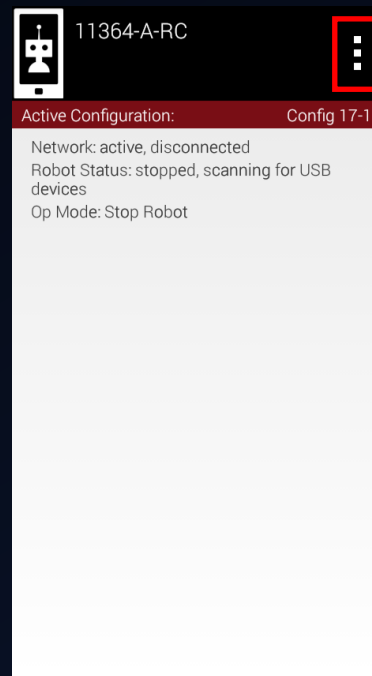 11364-A-RC
Active Configuration: Config 17-1
Network: active, disconnected
Robot Status: stopped, scanning for USB
devices
Op Mode: Stop Robot